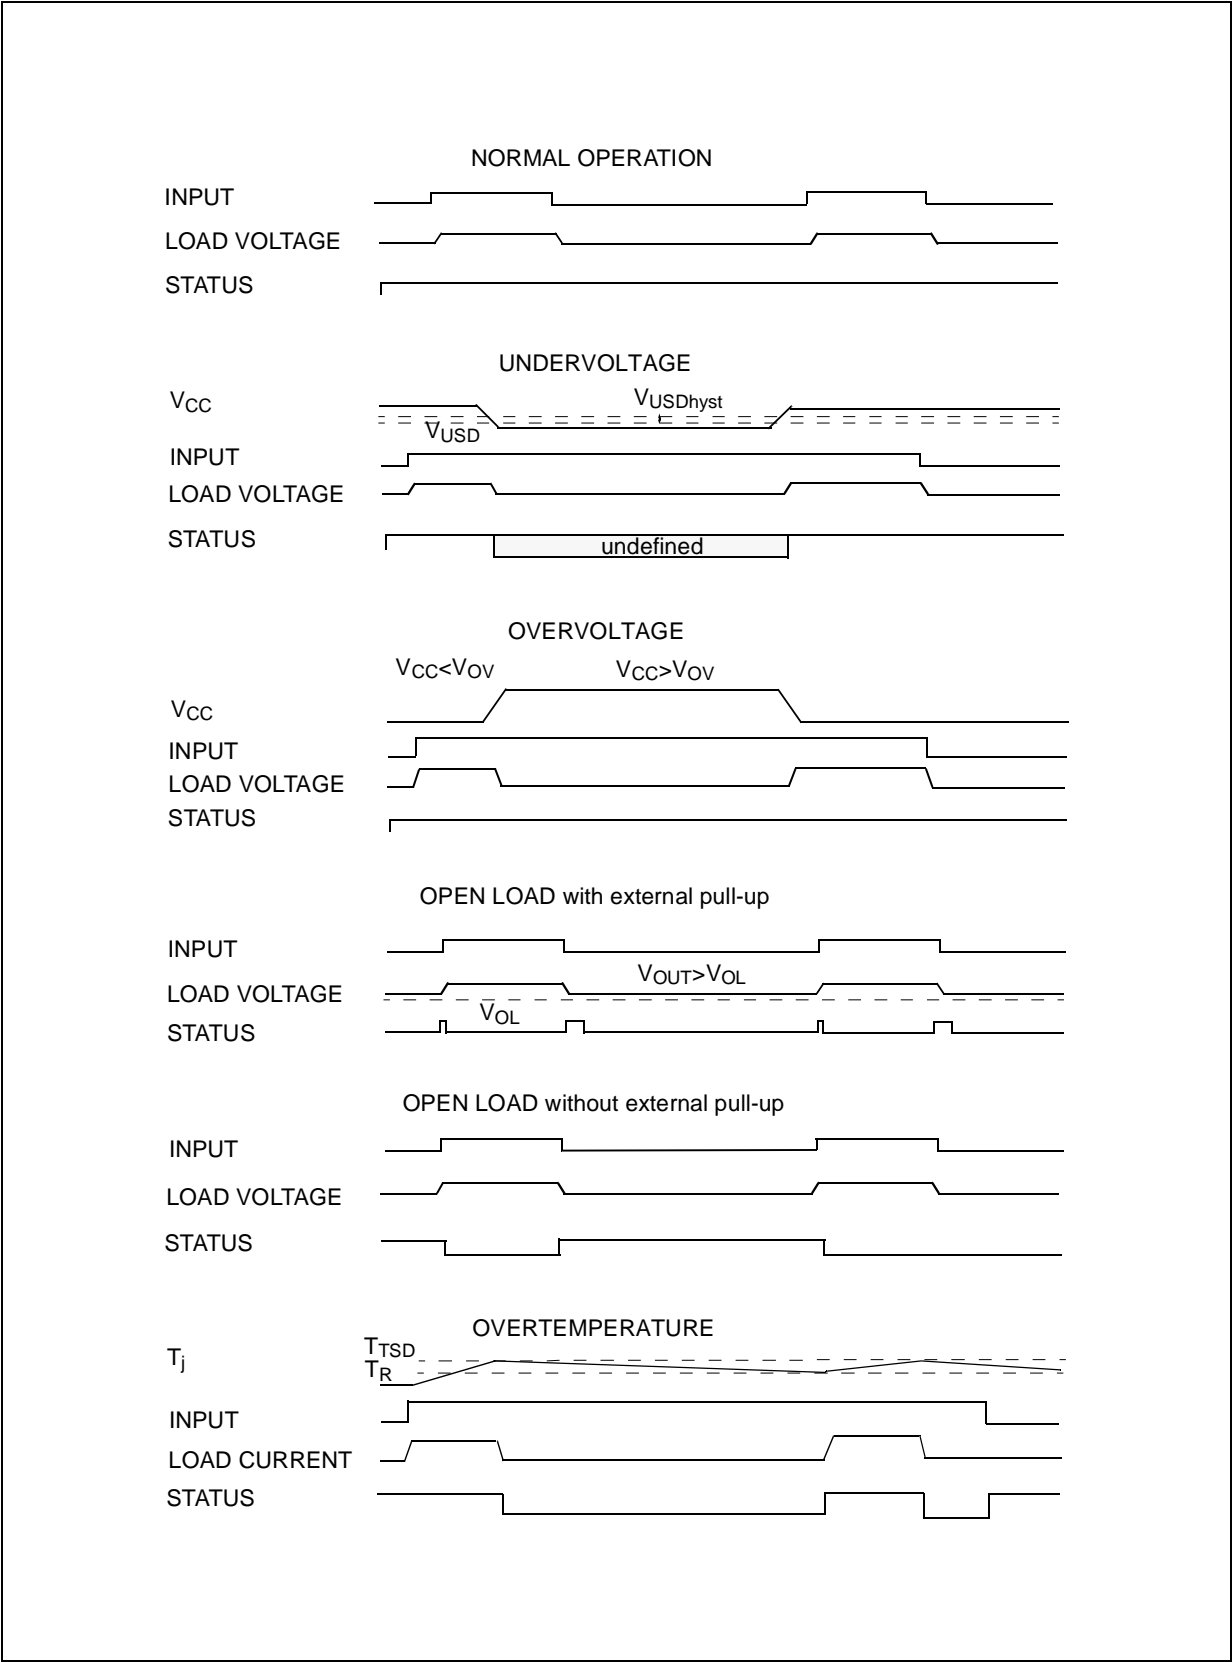 NORMAL OPERATION
INPUT
LOAD VOLTAGE
STATUS
UNDERVOLTAGE
VCC
VUSDhyst
VUSD
INPUT
LOAD VOLTAGE
STATUS
undefined
OVERVOLTAGE
VCC<VOV
VCC>VOV
VCC
INPUT
LOAD VOLTAGE
STATUS
OPEN LOAD with external pull-up
INPUT
VOUT>VOL
LOAD VOLTAGE
VOL
STATUS
OPEN LOAD without external pull-up
INPUT
LOAD VOLTAGE
STATUS
OVERTEMPERATURE
TTSD
Tj
TR
INPUT
LOAD CURRENT
STATUS